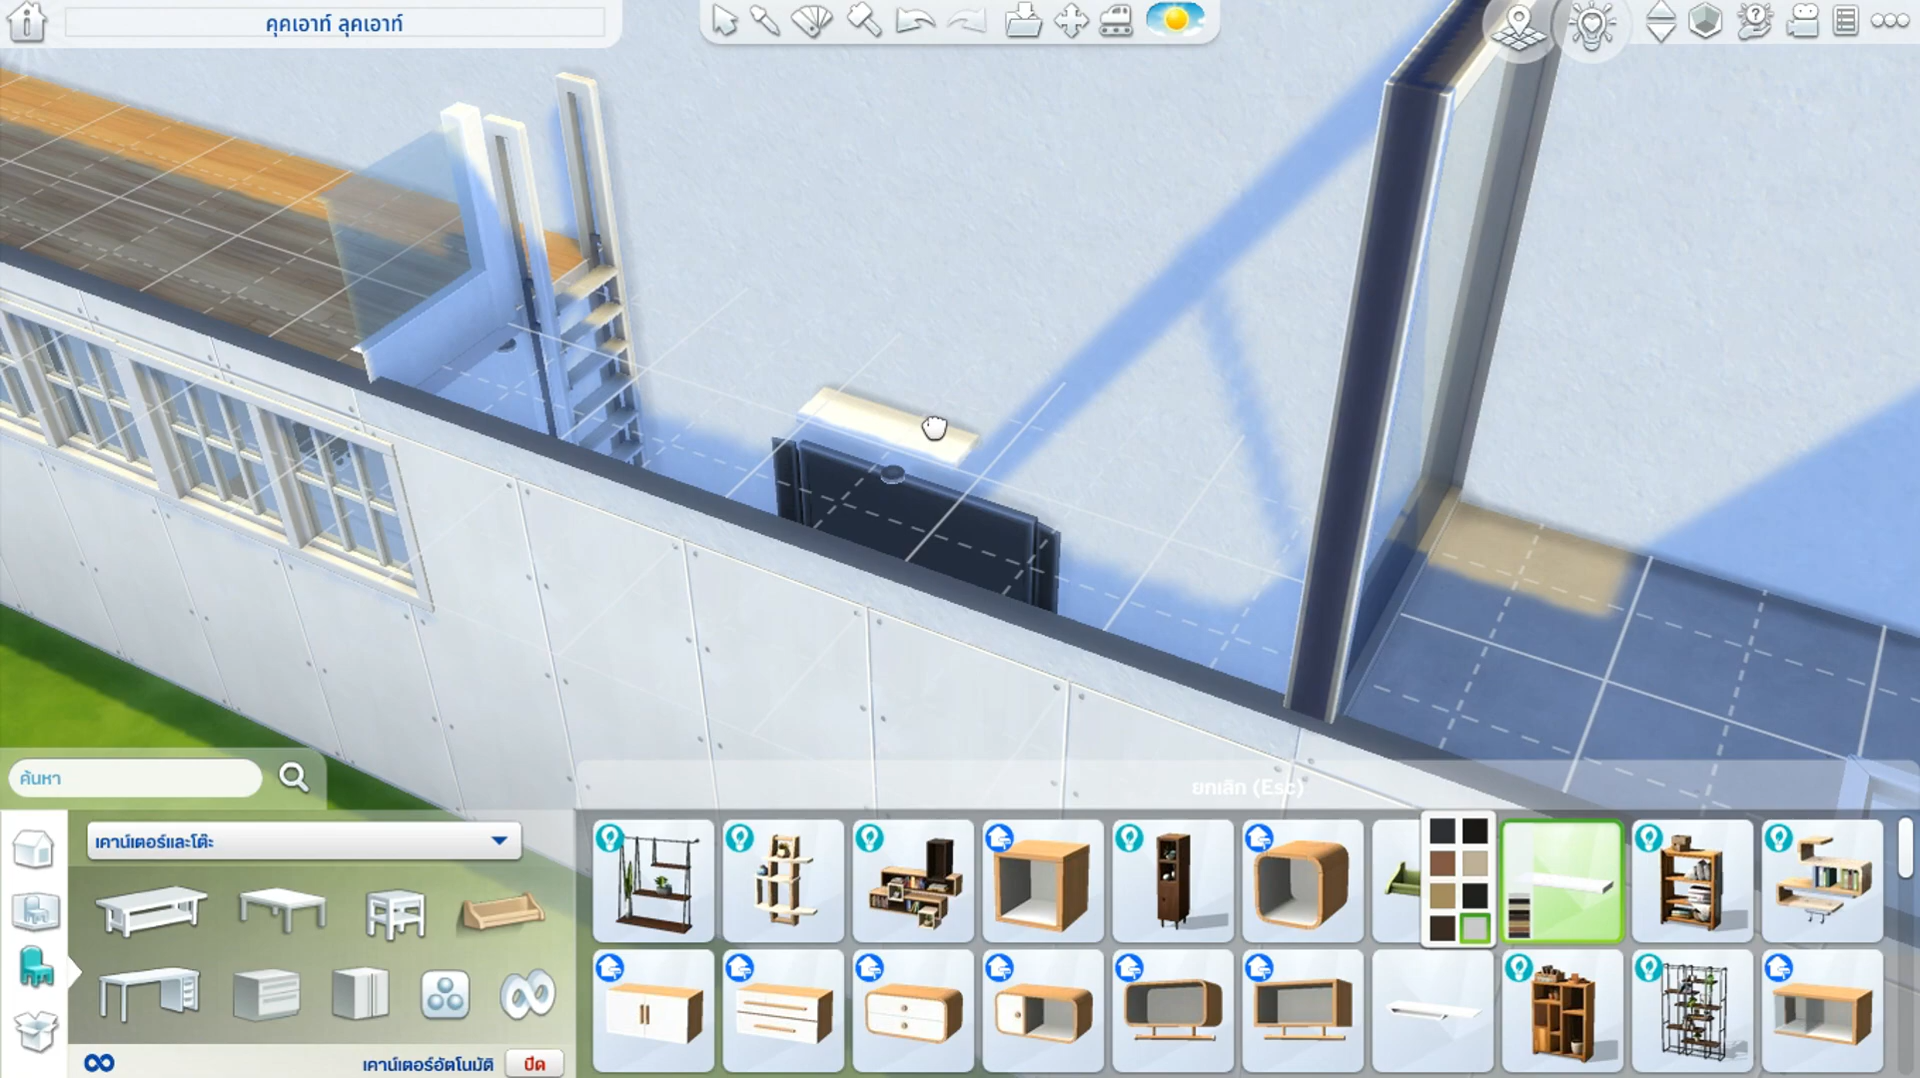 คุคเอาท์ ลุคเอาท์
ยกเลิก (Esc)
ค้นหา
เคาน์เตอร์และโต๊ะ
เคาน์เตอร์อัตโนมัติ
ปิด